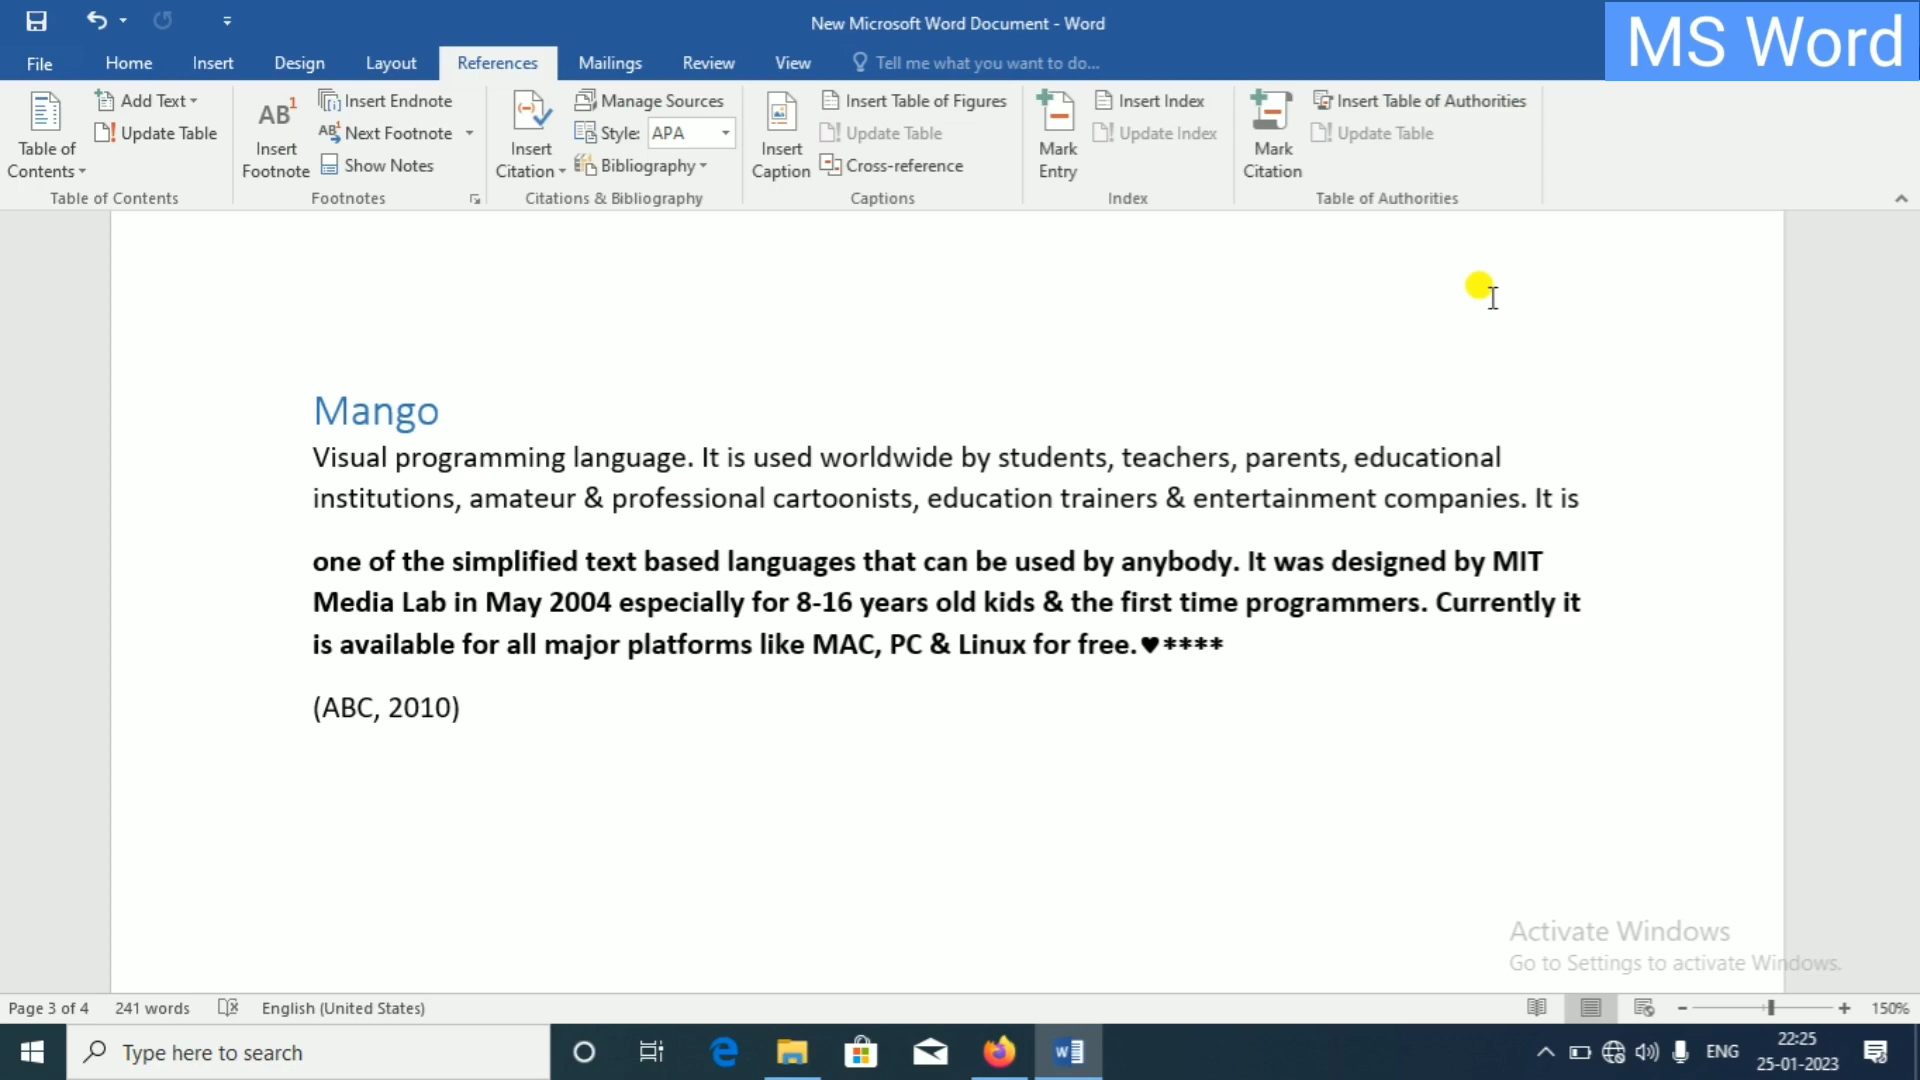 New Microsoft Word Document - Word
MS Word
File Home Insert Design Layout References Mailings Review View Tell me what you want to do...
Table of Contents
Add Text
Update Table
Table of Contents
AB1
Insert Footnote
Insert Endnote
Next Footnote
Show Notes
Footnotes
Insert Citation
Manage Sources
Style: APA
Bibliography
Citations & Bibliography
Insert Caption
Insert Table of Figures
Update Table
Cross-reference
Captions
Mark Entry
Insert Index
Update Index
Index
Mark Citation
Insert Table of Authorities
Update Table
Table of Authorities
Mango
Visual programming language. It is used worldwide by students, teachers, parents, educational
institutions, amateur & professional cartoonists, education trainers & entertainment companies. It is
one of the simplified text based languages that can be used by anybody. It was designed by MIT
Media Lab in May 2004 especially for 8-16 years old kids & the first time programmers. Currently it
is available for all major platforms like MAC, PC & Linux for free.♥****
(ABC, 2010)
Activate Windows
Go to Settings to activate Windows.
Page 3 of 4 241 words English (United States) 150%
Type here to search
ENG
22:25
25-01-2023